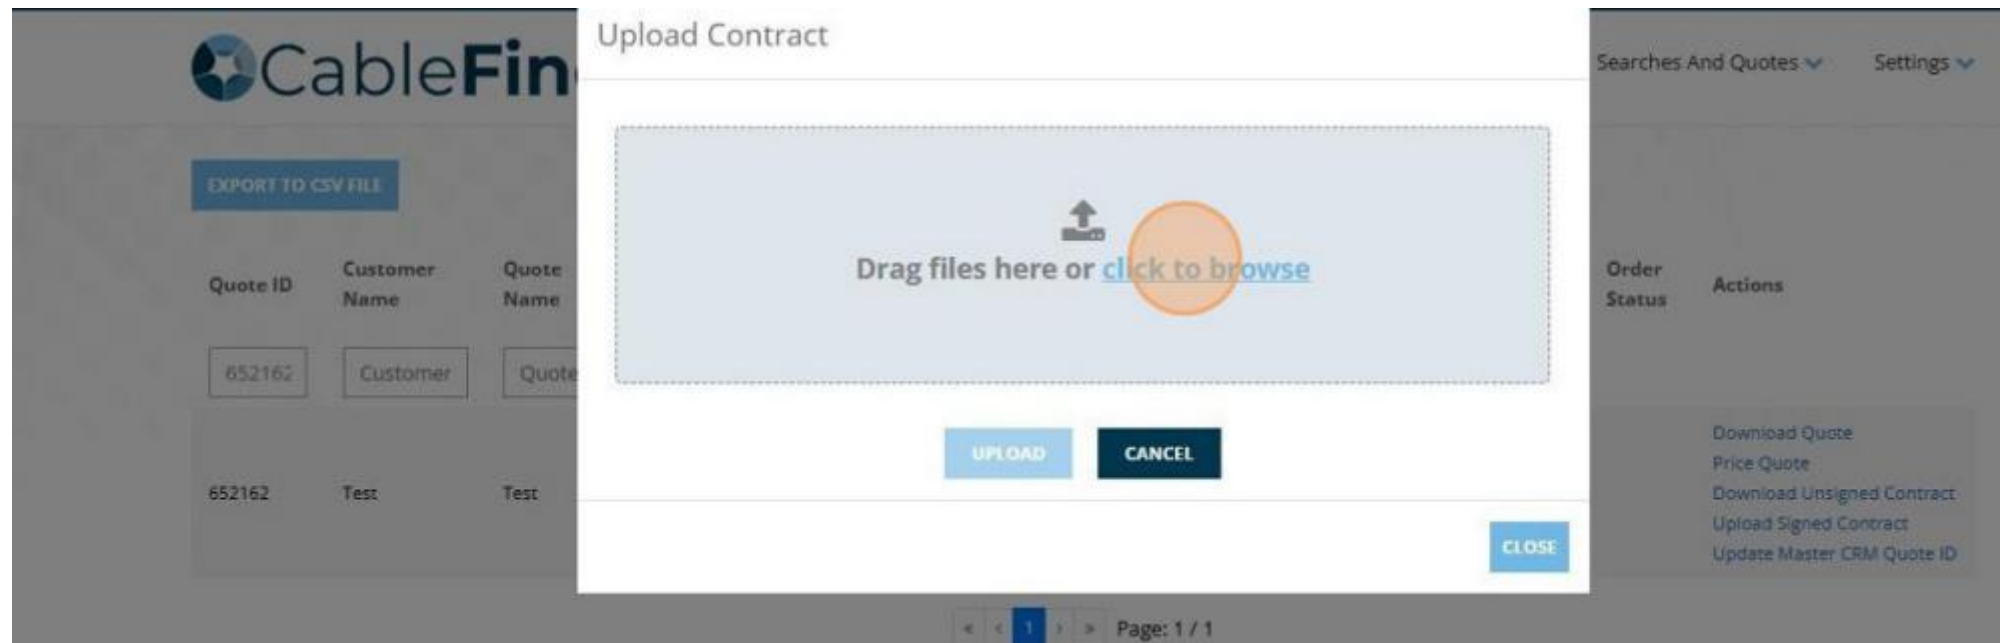 CableFin
Upload Contract
Searches And Quotes
Settings
EXPORT TO CSV FILE
Drag files here or click to browse
Quote ID
Customer
Name
Quote
Name
Order
Status
Actions
652162
Customer
Quote
UPLOAD
CANCEL
652162
Test
Test
Download Quote
Price Quote
Download Unsigned Contract
Upload Signed Contract
Update Master CRM Quote ID
CLOSE
« < 1 > » Page: 1 / 1